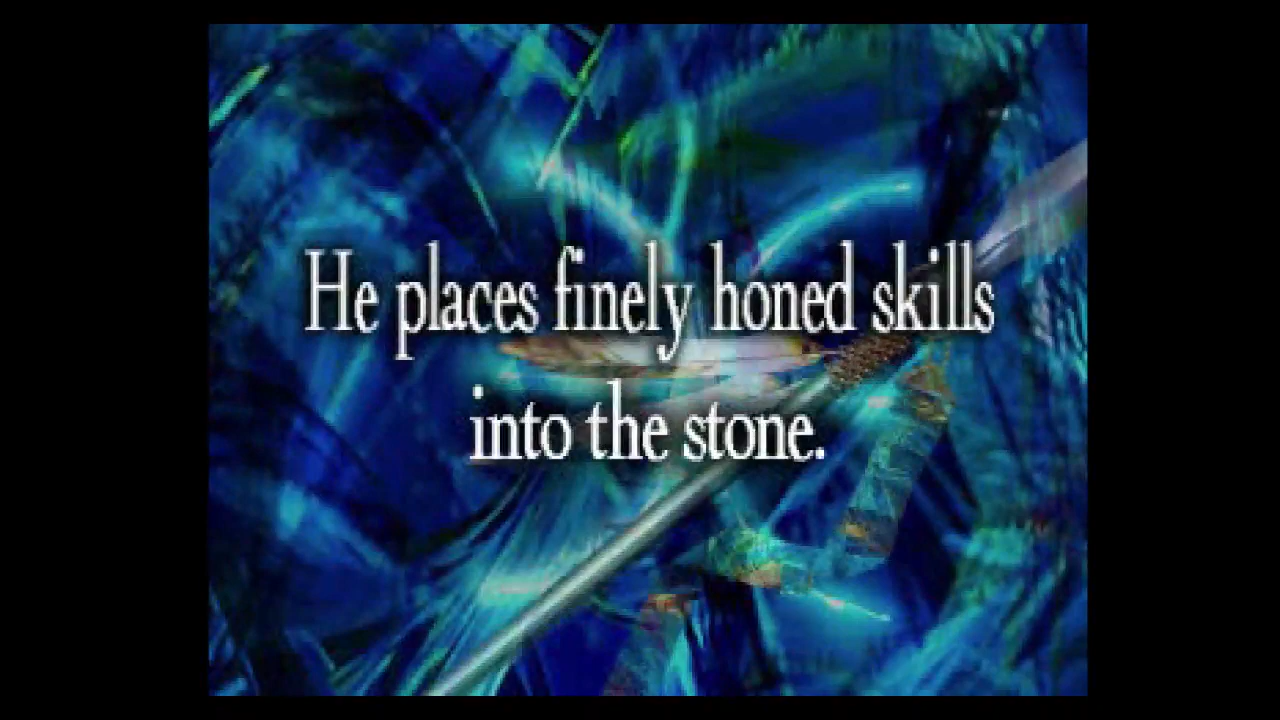 He places finely honed skills
into the stone.